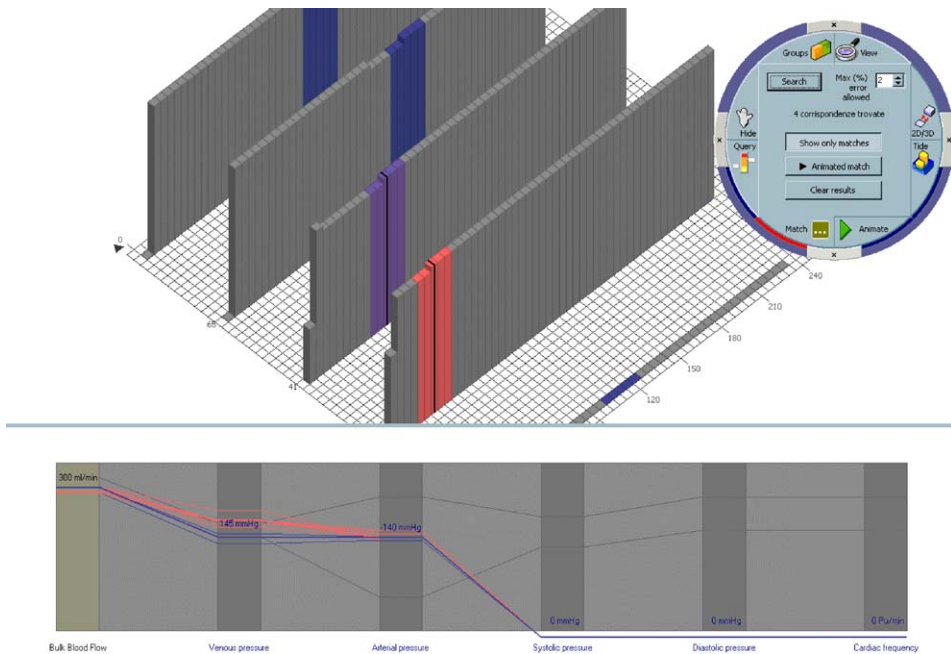 Groups
View
Search
Max (%)
error
allowed
2
4 corrispondenze trovate
Hide
2D/3D
Query
Tide
Show only matches
Animated match
Clear results
Match
...
Animate
0
65
41
240
210
180
150
120
300 ml/min
-145 mmHg
-140 mmHg
0 mmHg
0 mmHg
0 Pu/min
Bulk Blood Flow
Venous pressure
Arterial pressure
Systolic pressure
Diastolic pressure
Cardiac frequency